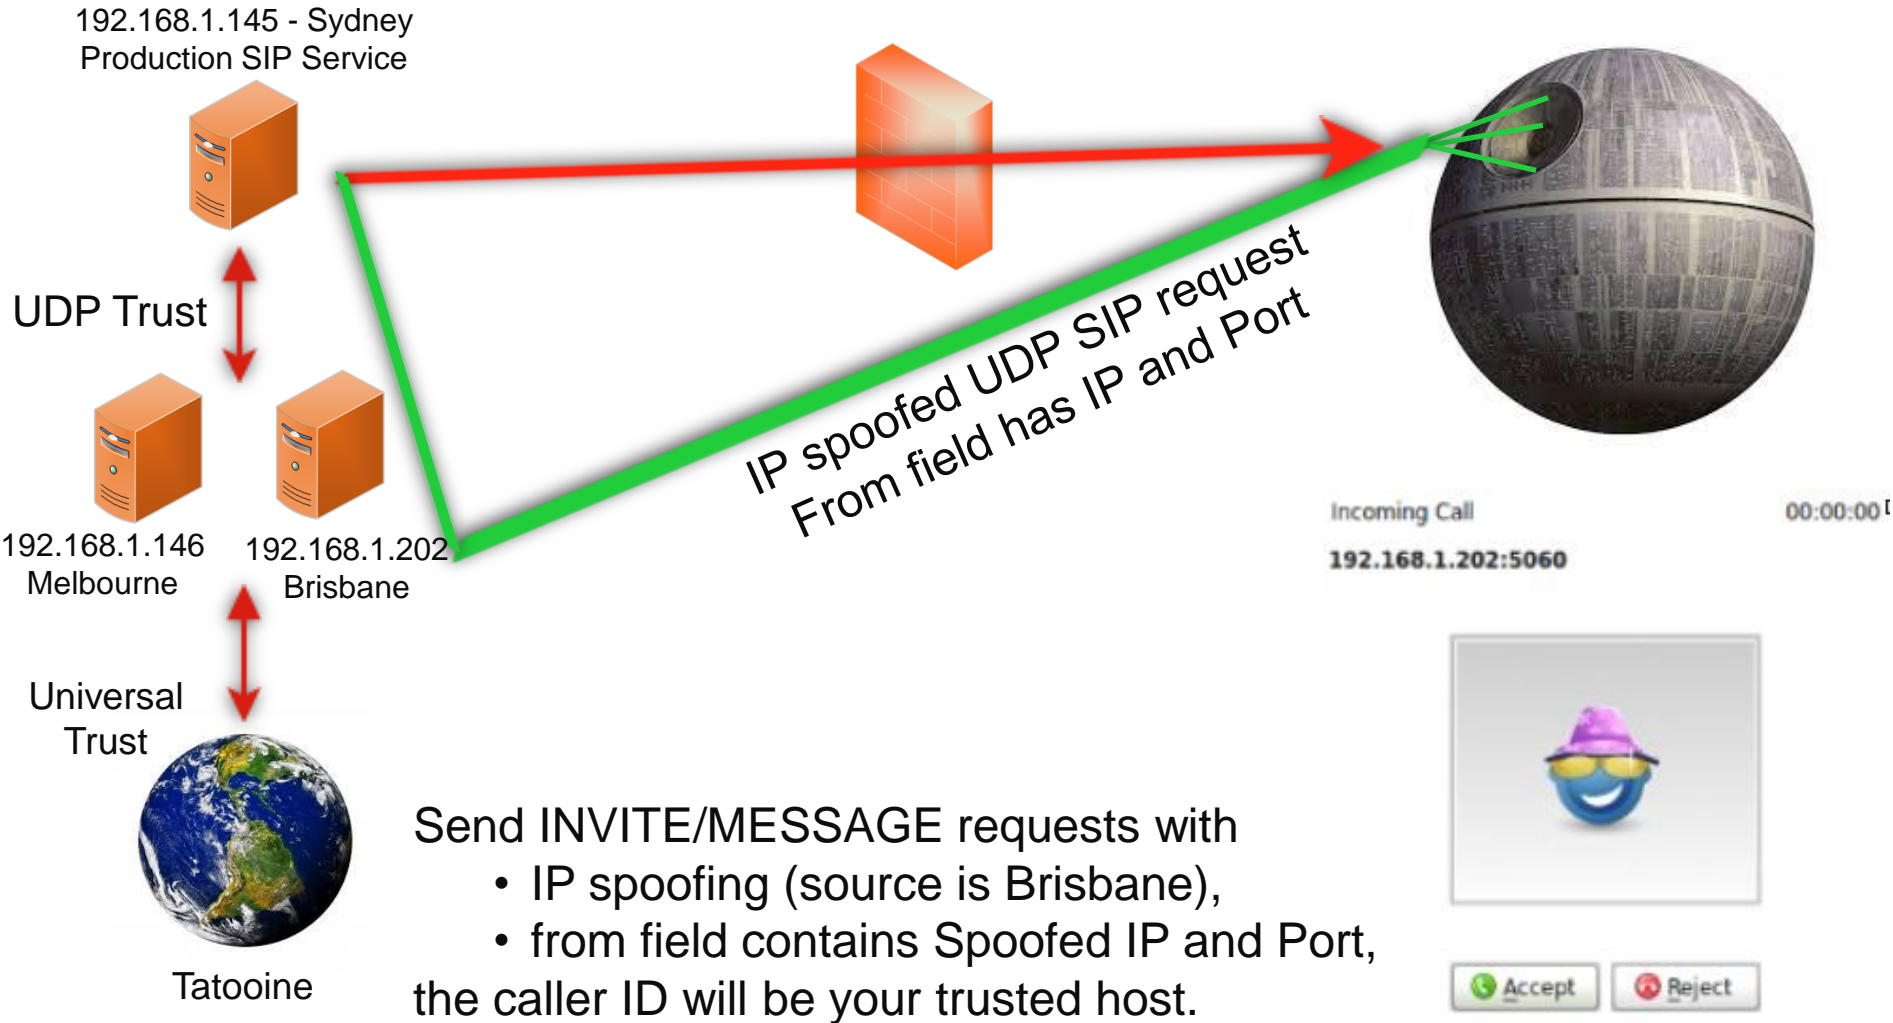 192.168.1.145 - Sydney
Production SIP Service
UDP Trust
192.168.1.146
Melbourne
192.168.1.202
Brisbane
Universal
Trust
Tatooine
IP spoofed UDP SIP request
From field has IP and Port
Incoming Call 00:00:00
192.168.1.202:5060
Accept Reject
Send INVITE/MESSAGE requests with
• IP spoofing (source is Brisbane),
• from field contains Spoofed IP and Port,
the caller ID will be your trusted host.